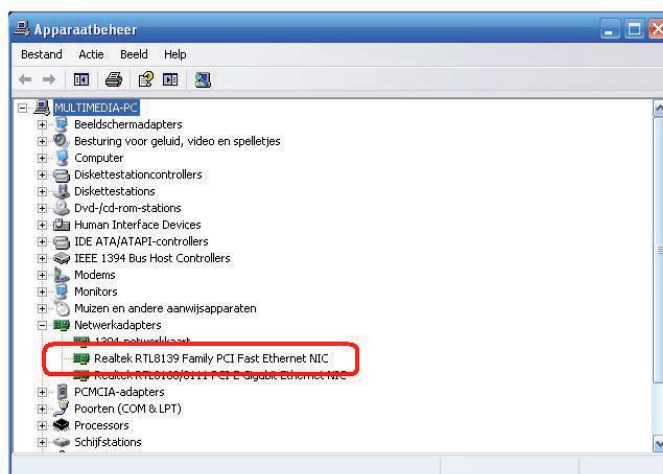 Apparaatbeheer
Bestand Actie Beeld Help
MULTIMEDIA-PC
Beeldschermadapters
Besturing voor geluid, video en spelletjes
Computer
Diskettestationcontrollers
Diskettestations
Dvd-/cd-rom-stations
Human Interface Devices
IDE ATA/ATAPI-controllers
IEEE 1394 Bus Host Controllers
Modems
Monitors
Muizen en andere aanwijsapparaten
Netwerkadapters
1394-netwerkkaart
Realtek RTL8139 Family PCI Fast Ethernet NIC
Realtek RTL8168/8111 PCI-E Gigabit Ethernet NIC
PCMCIA-adapters
Poorten (COM & LPT)
Processors
Schijfstations